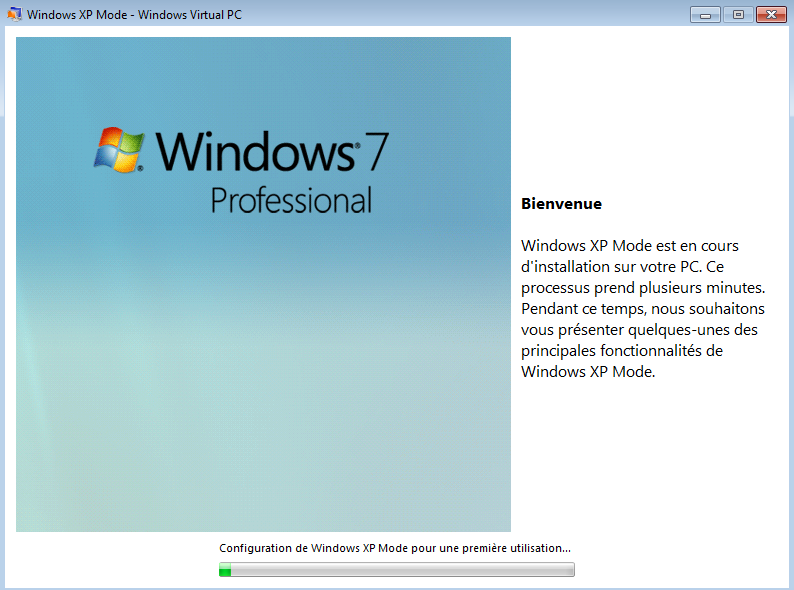 Windows XP Mode - Windows Virtual PC
Windows® 7
Professional
Bienvenue
Windows XP Mode est en cours
d'installation sur votre PC. Ce
processus prend plusieurs minutes.
Pendant ce temps, nous souhaitons
vous présenter quelques-unes des
principales fonctionnalités de
Windows XP Mode.
Configuration de Windows XP Mode pour une première utilisation...